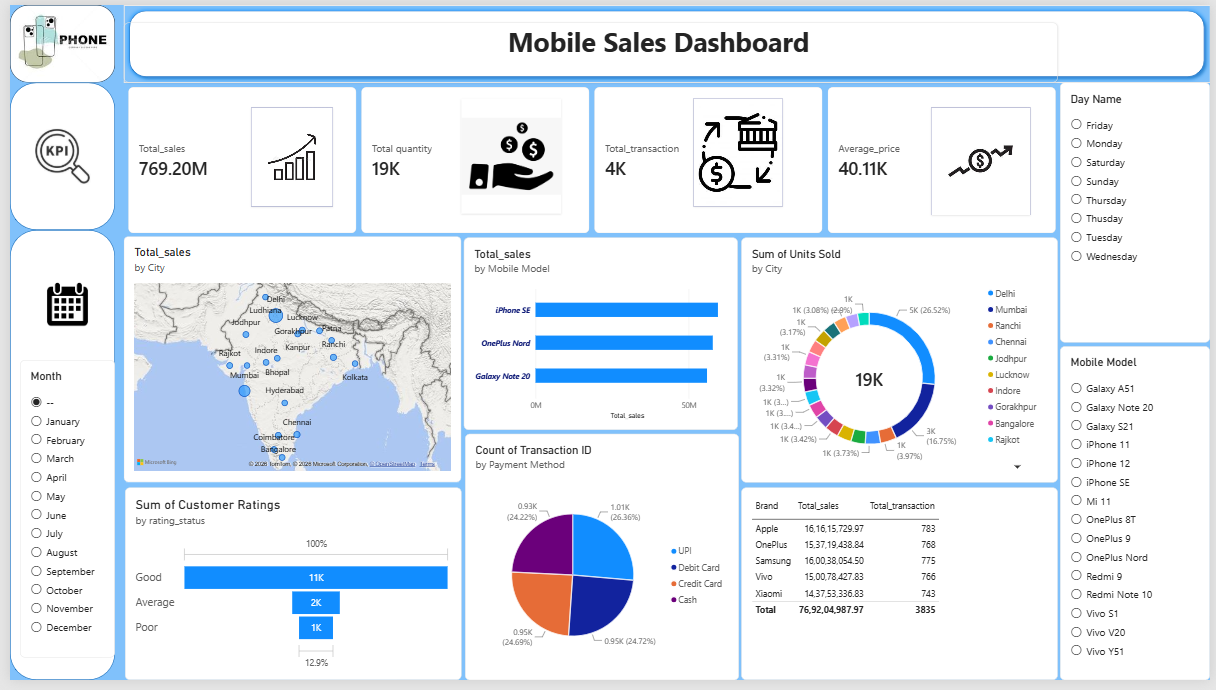 PHONE
Mobile Sales Dashboard
KPI
Total_sales
769.20M
Total quantity
19K
Total_transaction
4K
Average_price
40.11K
Day Name
Friday
Monday
Saturday
Sunday
Thursday
Thusday
Tuesday
Wednesday
Month
--
January
February
March
April
May
June
July
August
September
October
November
December
Total_sales
by City
Delhi
Ludhiana
Lucknow
Jodhpur
Gorakhpur
Patna
Kanpur
Ranchi
Rajkot
Indore
Bhopal
Mumbai
Kolkata
Hyderabad
Chennai
Coimbatore
Bangalore
Microsoft Bing
© 2026 TomTom, © 2026 Microsoft Corporation, © OpenStreetMap Terms
Total_sales
by Mobile Model
iPhone SE
OnePlus Nord
Galaxy Note 20
0M
50M
Total_sales
Sum of Units Sold
by City
5K (26.52%)
3K
(16.75%)
1K
(3.97%)
1K (3.73%)
1K (3.42%)
1K (3.4...)
1K (3....)
1K (3...)
1K
(3.32%)
1K
(3.31%)
1K
(3.17%)
1K (3.08%)
1K
19K
Delhi
Mumbai
Ranchi
Chennai
Jodhpur
Lucknow
Indore
Gorakhpur
Bangalore
Rajkot
Mobile Model
Galaxy A51
Galaxy Note 20
Galaxy S21
iPhone 11
iPhone 12
iPhone SE
Mi 11
OnePlus 8T
OnePlus 9
OnePlus Nord
Redmi 9
Redmi Note 10
Vivo S1
Vivo V20
Vivo Y51
Sum of Customer Ratings
by rating_status
100%
Good 11K
Average 2K
Poor 1K
12.9%
Count of Transaction ID
by Payment Method
0.93K
(24.22%)
1.01K
(26.36%)
0.95K
(24.69%)
0.95K (24.72%)
UPI
Debit Card
Credit Card
Cash
Brand Total_sales Total_transaction
Apple 16,16,15,729.97 783
OnePlus 15,37,19,438.84 768
Samsung 16,00,38,054.50 775
Vivo 15,00,78,427.83 766
Xiaomi 14,37,53,336.83 743
Total 76,92,04,987.97 3835